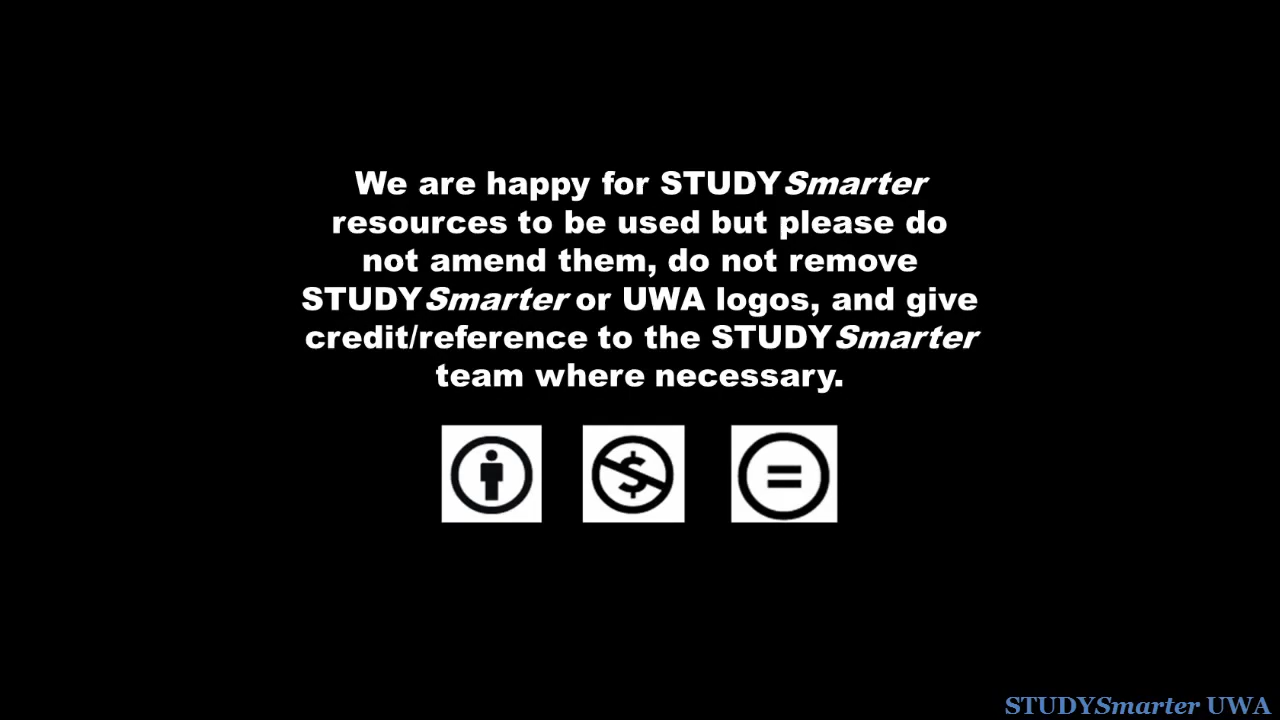 We are happy for STUDYSmarter
resources to be used but please do
not amend them, do not remove
STUDYSmarter or UWA logos, and give
credit/reference to the STUDYSmarter
team where necessary.
STUDYSmarter UWA